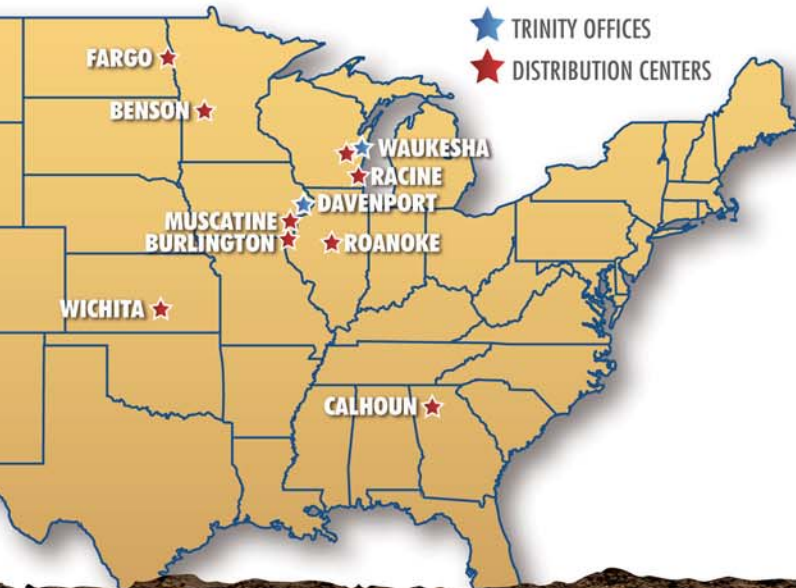 TRINITY OFFICES
DISTRIBUTION CENTERS
FARGO
BENSON
WAUKESHA
RACINE
DAVENPORT
MUSCATINE
BURLINGTON
ROANOKE
WICHITA
CALHOUN